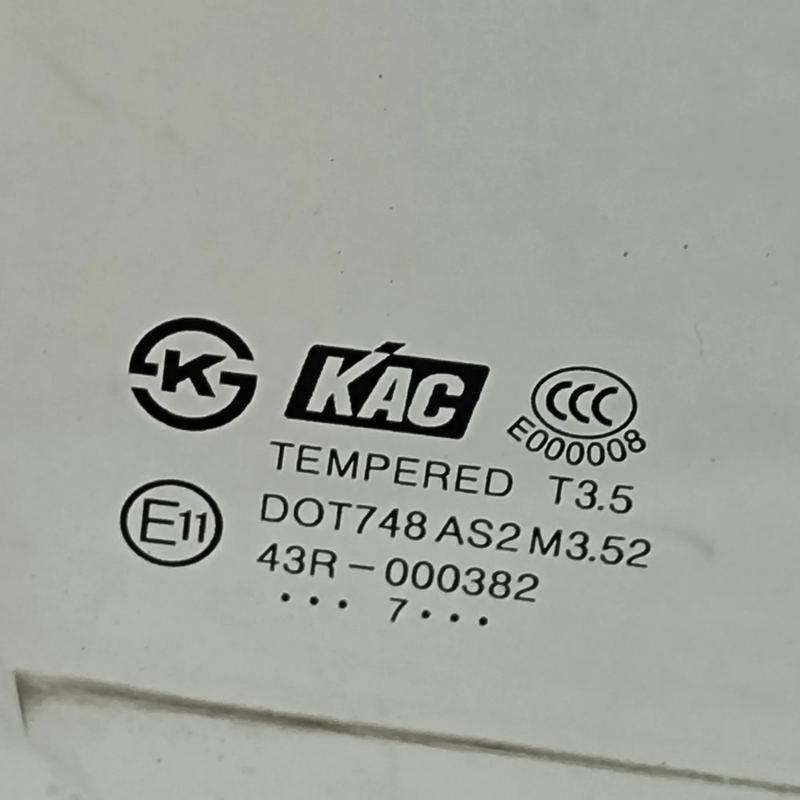 K
KAC
CCC
E000008
TEMPERED T3.5
E11
DOT748 AS2 M3.52
43R-000382
••• 7•••